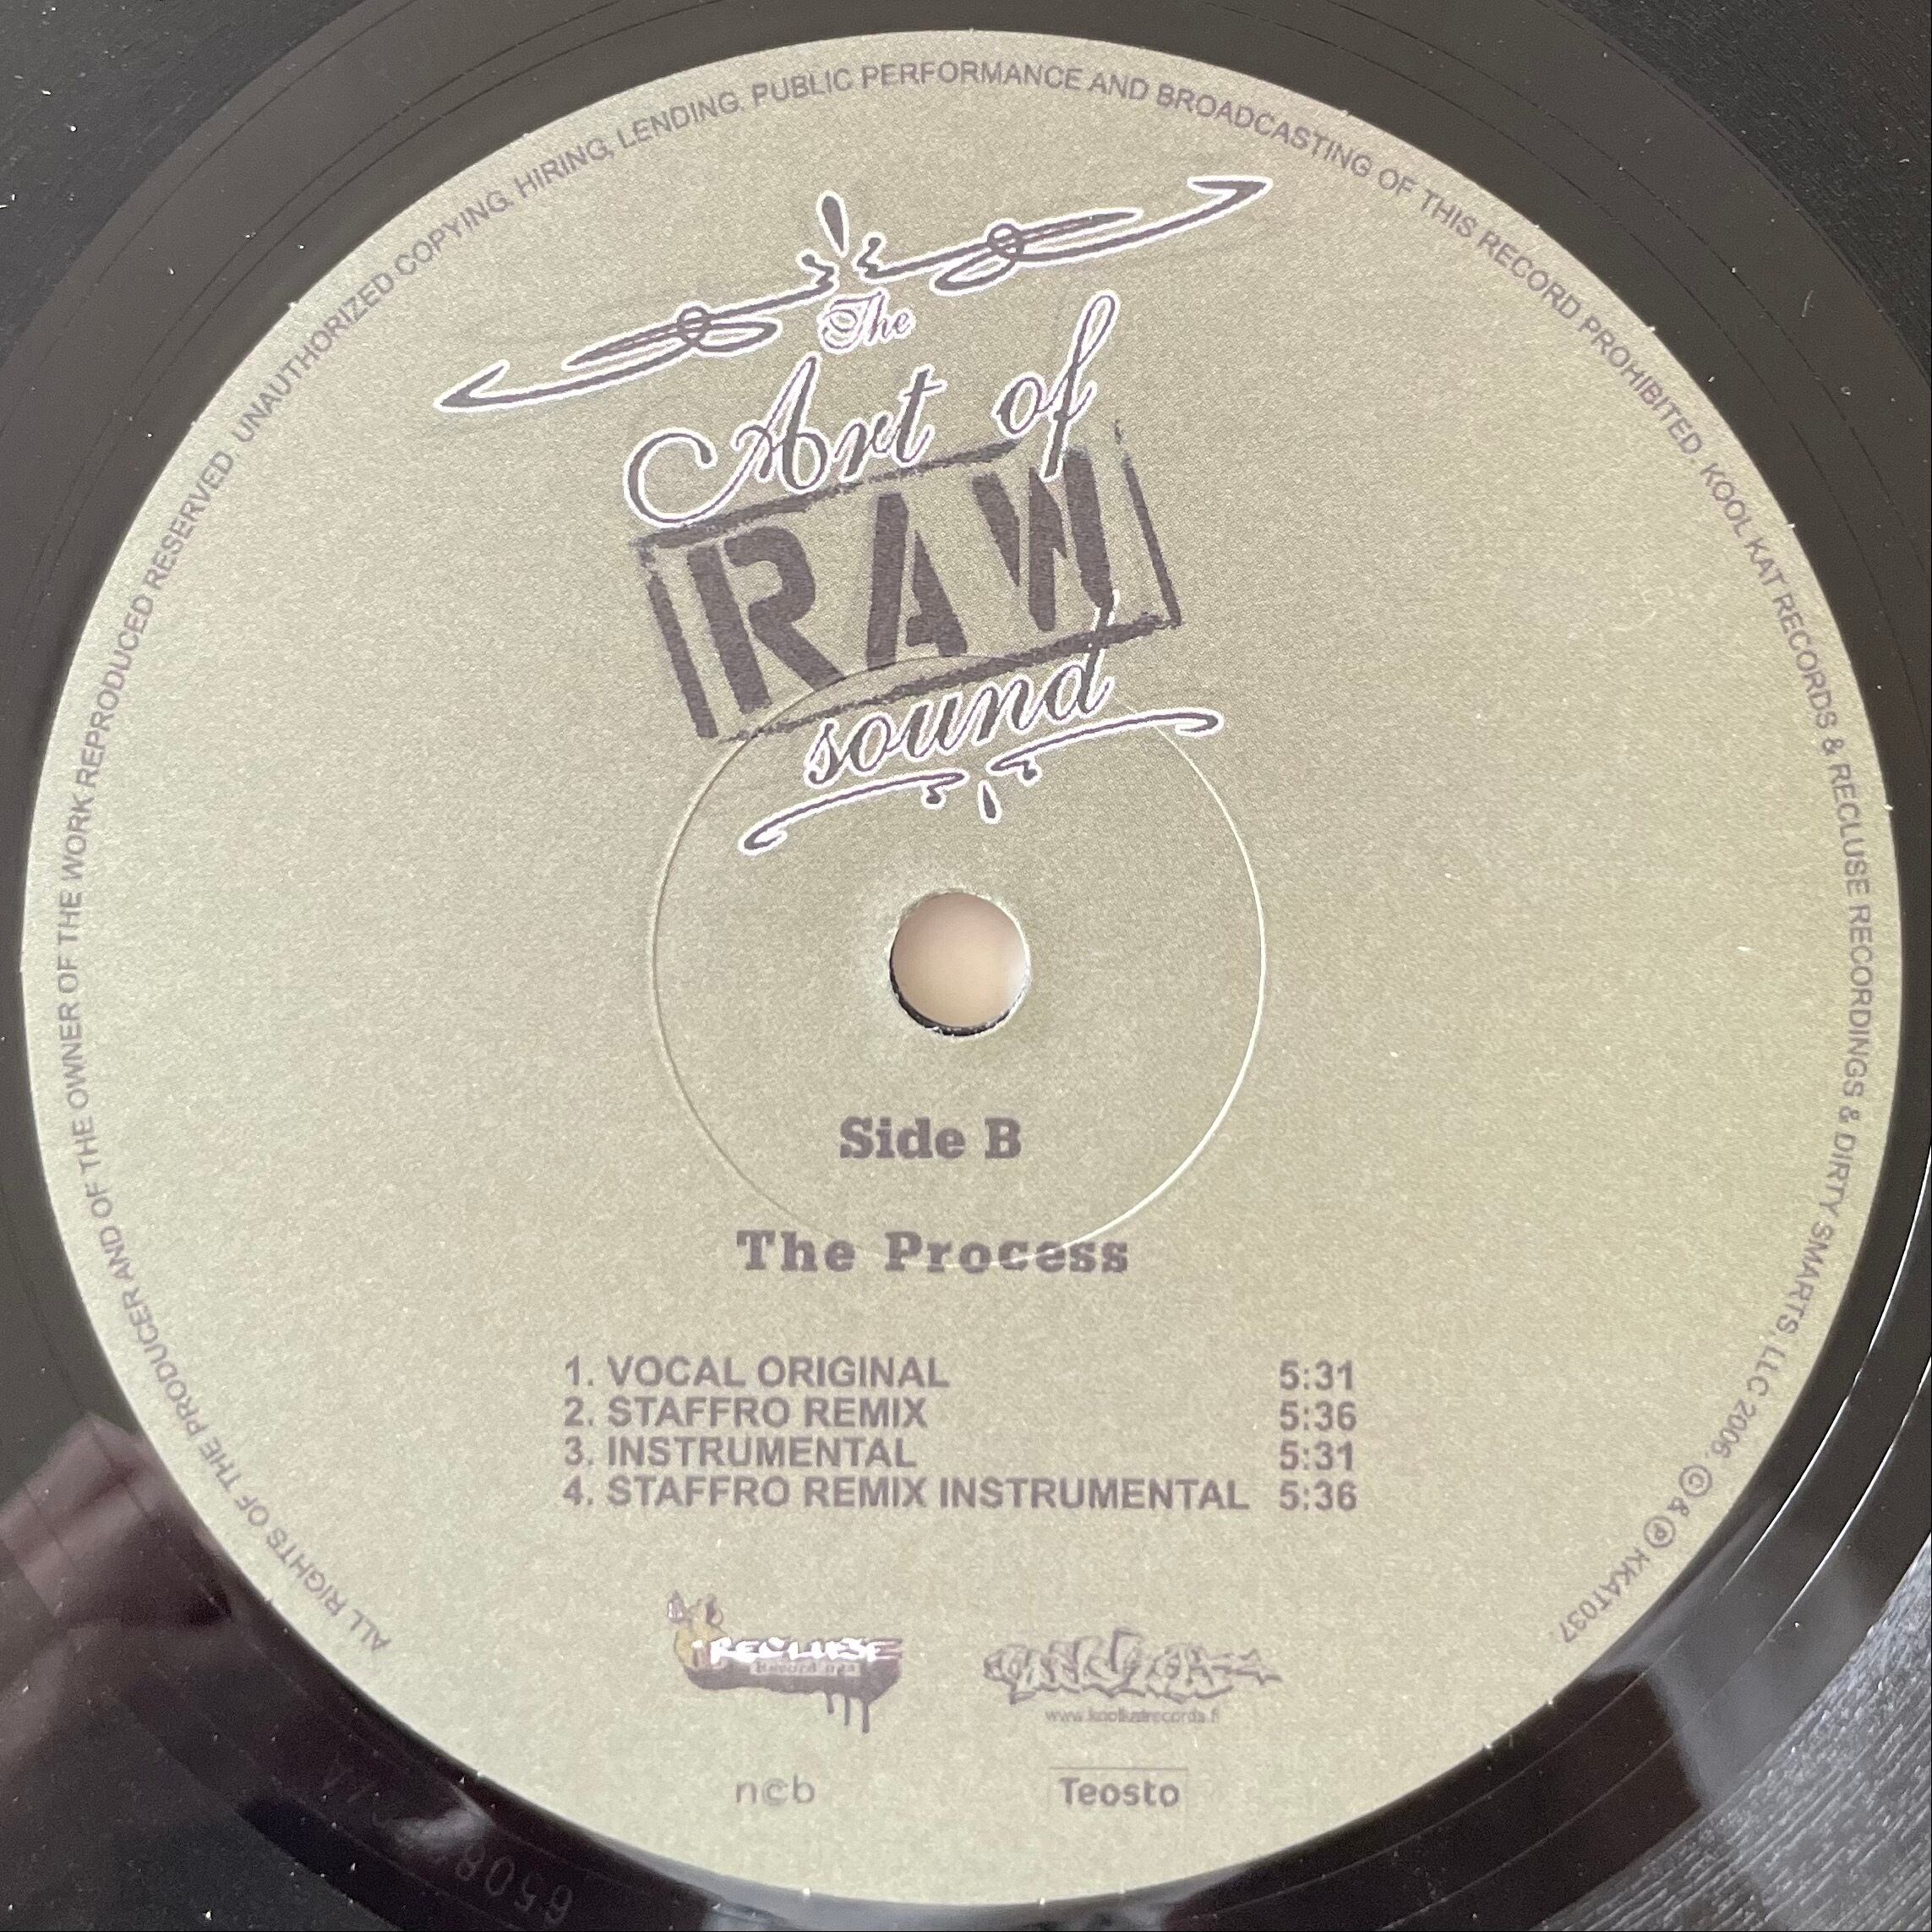 ALL RIGHTS OF THE PRODUCER AND OF THE OWNER OF THE WORK REPRODUCED RESERVED. UNAUTHORIZED COPYING, HIRING, LENDING, PUBLIC PERFORMANCE AND BROADCASTING OF THIS RECORD PROHIBITED. KOOL KAT RECORDS & RECLUSE RECORDINGS & DIRTY SMARTS, LLC 2006. © & ℗ KKAT037.
The
Art of
RAW
sound
Side B
The Process
1. VOCAL ORIGINAL 5:31
2. STAFFRO REMIX 5:36
3. INSTRUMENTAL 5:31
4. STAFFRO REMIX INSTRUMENTAL 5:36
RECLUSE
ncb
Teosto